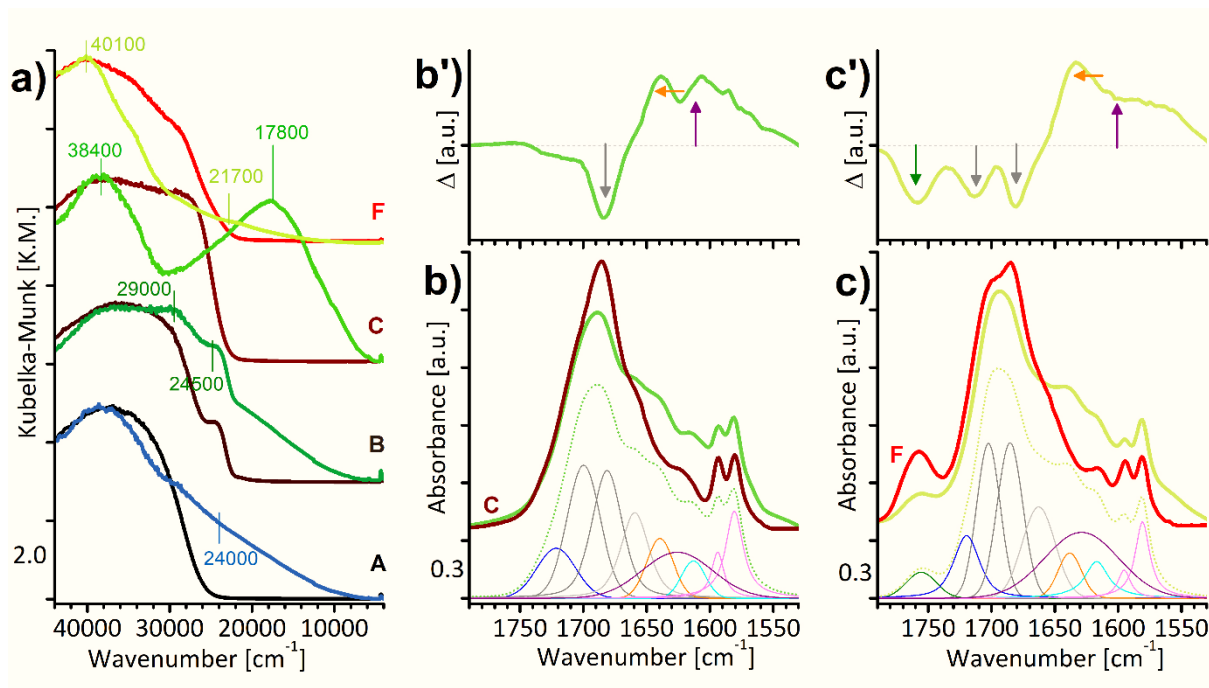 a)
40100
38400
17800
21700
F
29000
C
24500
B
24000
A
2.0
Kubelka-Munk [K.M.]
40000 30000 20000 10000
Wavenumber [cm-1]
b')
Δ [a.u.]
b)
C
0.3
Absorbance [a.u.]
1750 1700 1650 1600 1550
Wavenumber [cm-1]
c')
Δ [a.u.]
c)
F
0.3
Absorbance [a.u.]
1750 1700 1650 1600 1550
Wavenumber [cm-1]